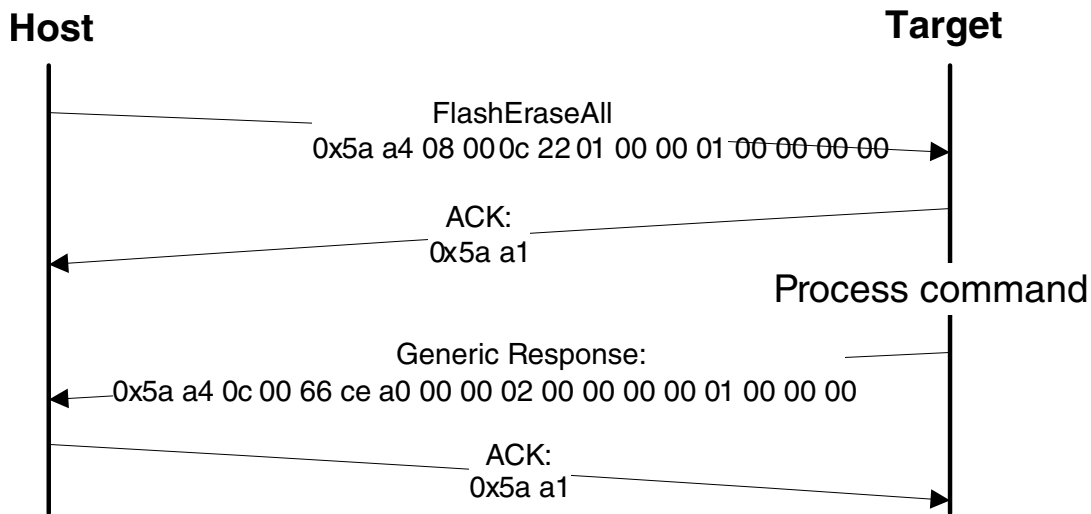 Host
Target
FlashEraseAll
0x5a a4 08 00 0c 22 01 00 00 01 00 00 00 00
ACK:
0x5a a1
Process command
Generic Response:
0x5a a4 0c 00 66 ce a0 00 00 02 00 00 00 00 01 00 00 00
ACK:
0x5a a1